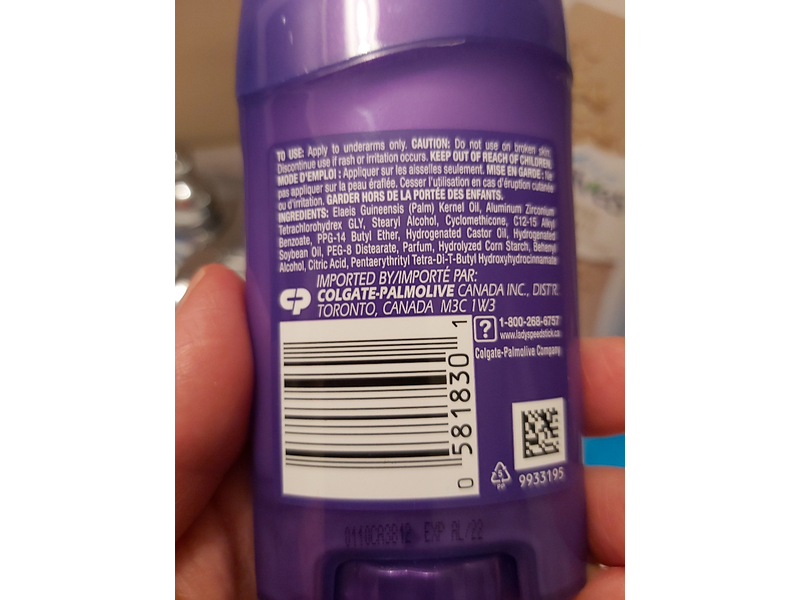 TO USE: Apply to underarms only. CAUTION: Do not use on broken skin.
Discontinue use if rash or irritation occurs. KEEP OUT OF REACH OF CHILDREN.
MODE D'EMPLOI : Appliquer sur les aisselles seulement. MISE EN GARDE : Ne
pas appliquer sur la peau éraflée. Cesser l'utilisation en cas d'éruption cutanée
ou d'irritation. GARDER HORS DE LA PORTÉE DES ENFANTS.
INGREDIENTS: Elaeis Guineensis (Palm) Kernel Oil, Aluminum Zirconium
Tetrachlorohydrex GLY, Stearyl Alcohol, Cyclomethicone, C12-15 Alkyl
Benzoate, PPG-14 Butyl Ether, Hydrogenated Castor Oil, Hydrogenated
Soybean Oil, PEG-8 Distearate, Parfum, Hydrolyzed Corn Starch, Behenyl
Alcohol, Citric Acid, Pentaerythrityl Tetra-Di-T-Butyl Hydroxyhydrocinnamate
IMPORTED BY/IMPORTÉ PAR:
CP COLGATE-PALMOLIVE CANADA INC., DIST'R.
TORONTO, CANADA M3C 1W3
? 1-800-268-6757
www.ladyspeedstick.ca
Colgate-Palmolive Company
0 581830 1
5
PP
9933195
EXP AL/22